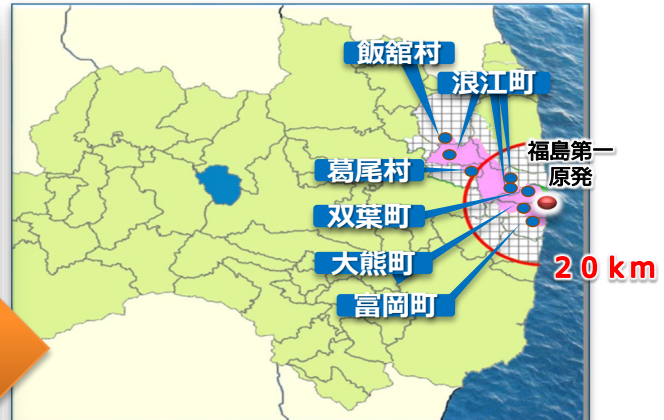 飯舘村
浪江町
福島第一
原発
葛尾村
双葉町
大熊町
２０ｋｍ
富岡町